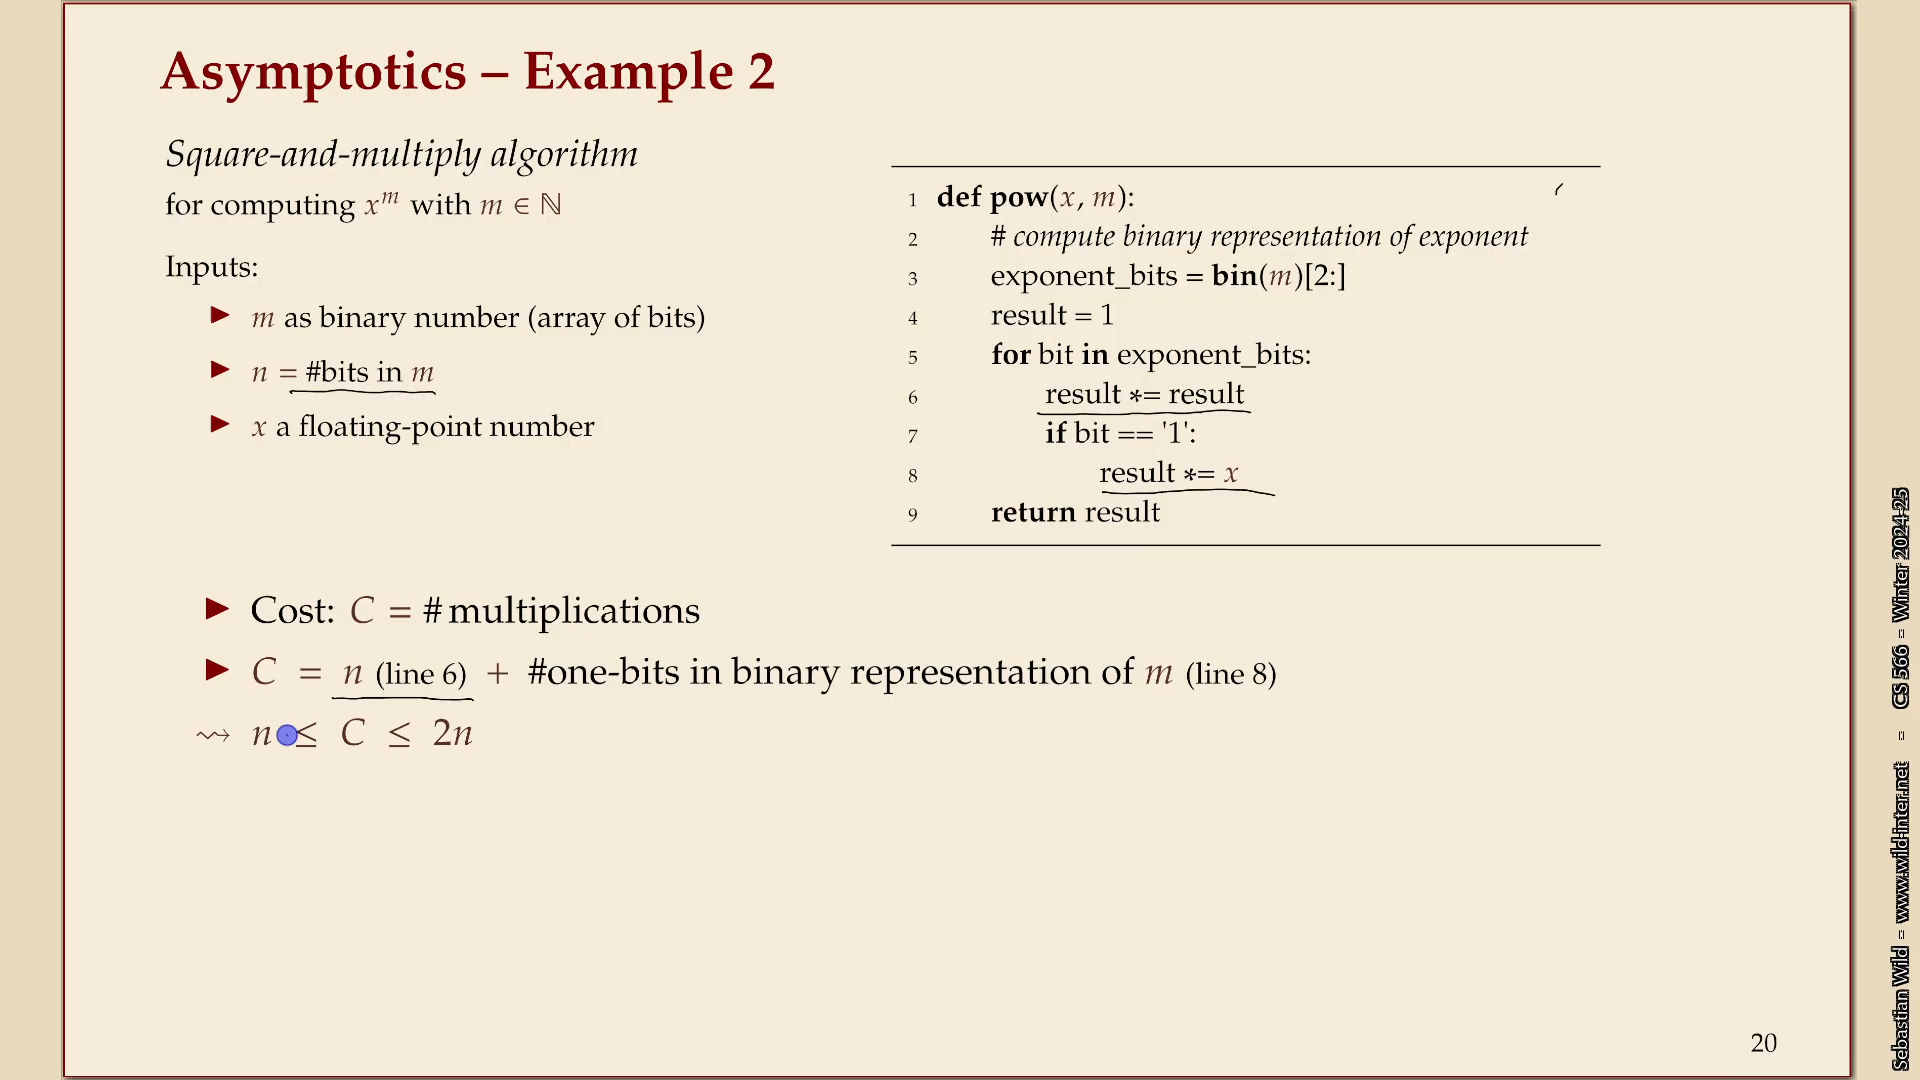 Asymptotics – Example 2
Square-and-multiply algorithm
for computing xᵐ with m ∈ ℕ
Inputs:
▶ m as binary number (array of bits)
▶ n = #bits in m
▶ x a floating-point number
1 def pow(x, m):
2 # compute binary representation of exponent
3 exponent_bits = bin(m)[2:]
4 result = 1
5 for bit in exponent_bits:
6 result *= result
7 if bit == '1':
8 result *= x
9 return result
▶ Cost: C = #multiplications
▶ C = n (line 6) + #one-bits in binary representation of m (line 8)
⇝ n ≤ C ≤ 2n
20
Sebastian Wild – www.wild-inter.net – CS 566 – Winter 2024-25